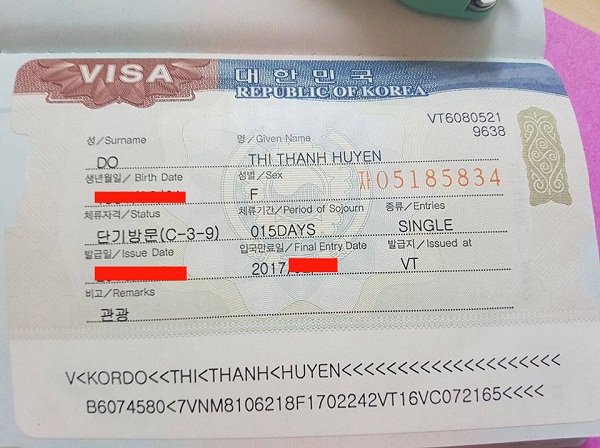 VISA 대한민국
REPUBLIC OF KOREA
VT6080521
9638
성/Surname 명/Given Name
DO THI THANH HUYEN
생년월일/Birth Date 성별/Sex
F 자05185834
체류자격/Status 체류기간/Period of Sojourn 종류/Entries
단기방문(C-3-9) 015DAYS SINGLE
발급일/Issue Date 입국만료일/Final Entry Date 발급지/Issued at
2017. VT
비고/Remarks
관광
V<KORDO<<THI<THANH<HUYEN<<<<<<<<<<<<<<<<<<<<
B6074580<7VNM8106218F1702242VT16VC072165<<<<